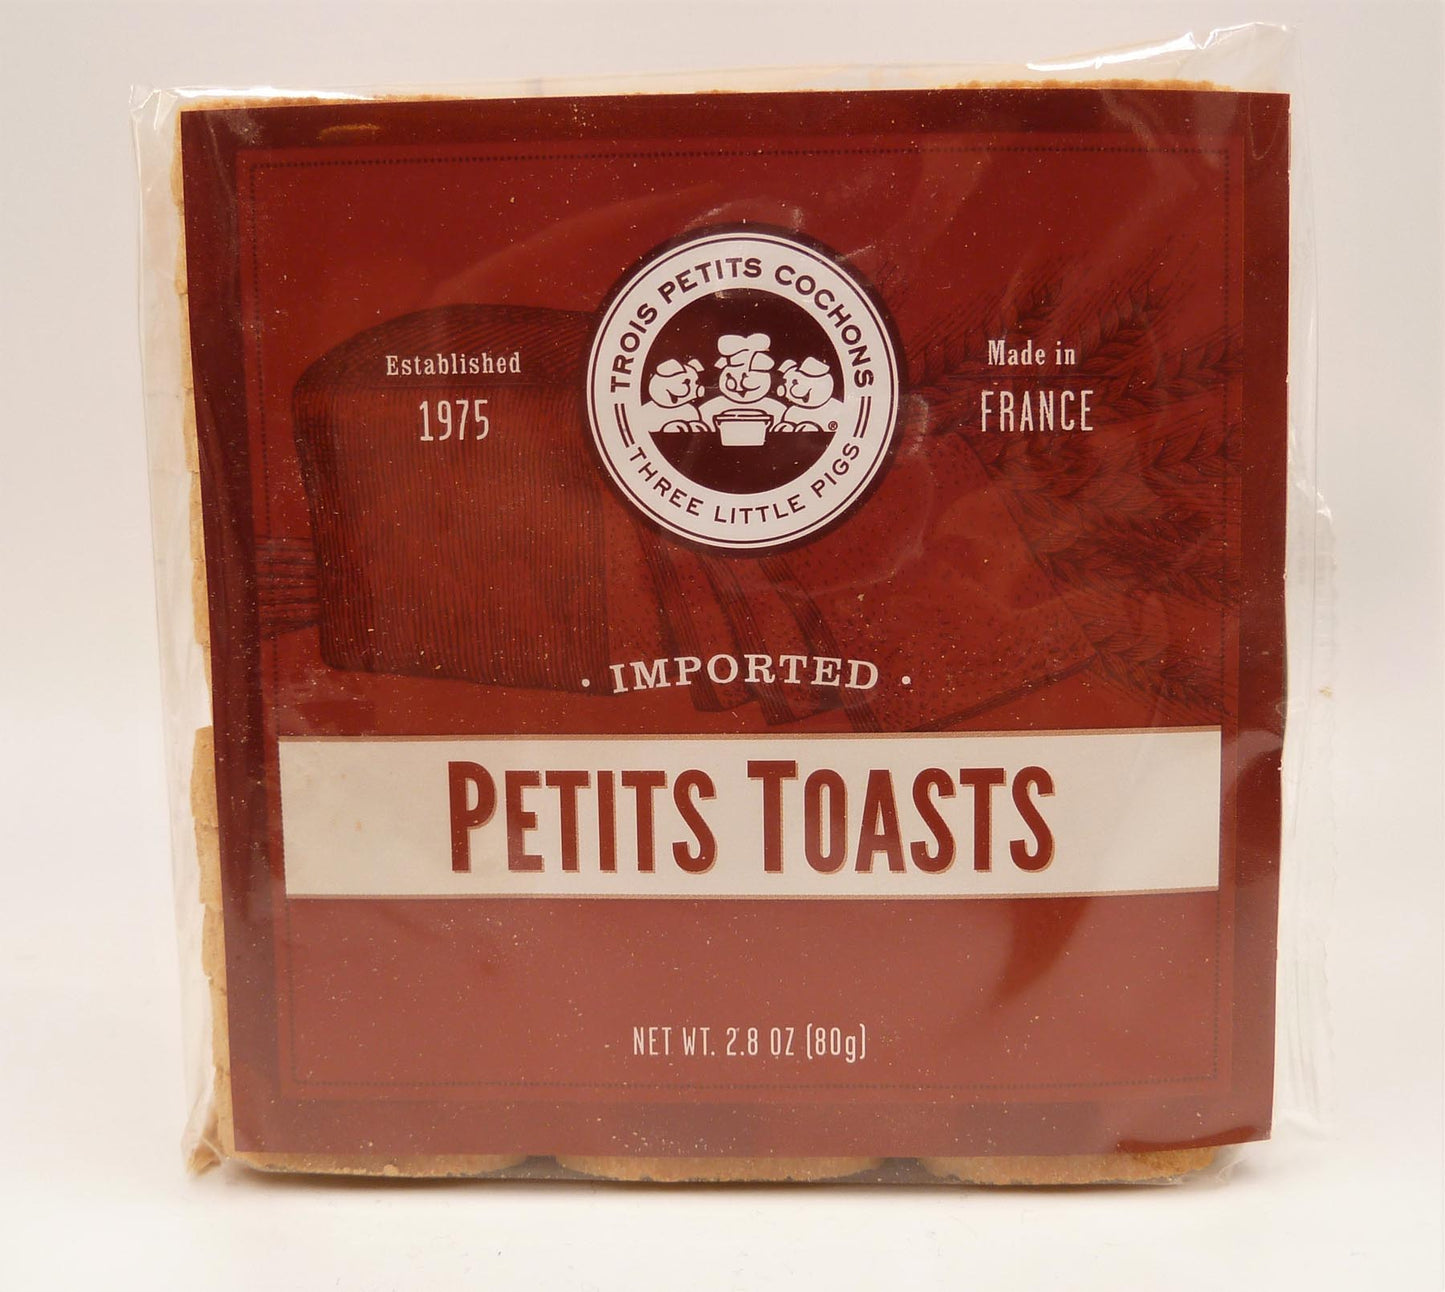 TROIS PETITS COCHONS
THREE LITTLE PIGS
®
Established
1975
Made in
FRANCE
· IMPORTED ·
PETITS TOASTS
NET WT. 2.8 OZ (80g)